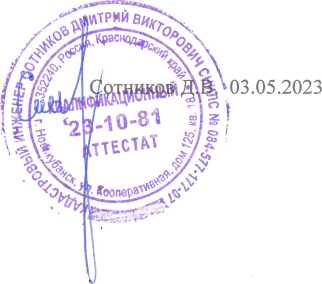 Сотников Д.В. 03.05.2023
КАДАСТРОВЫЙ ИНЖЕНЕР СОТНИКОВ ДМИТРИЙ ВИКТОРОВИЧ СНИЛС № 084-577-177-07
352240, Россия, Краснодарский край,
г. Новокубанск, ул. Кооперативная, дом 125, кв.
КВАЛИФИКАЦИОННЫЙ
23-10-81
АТТЕСТАТ